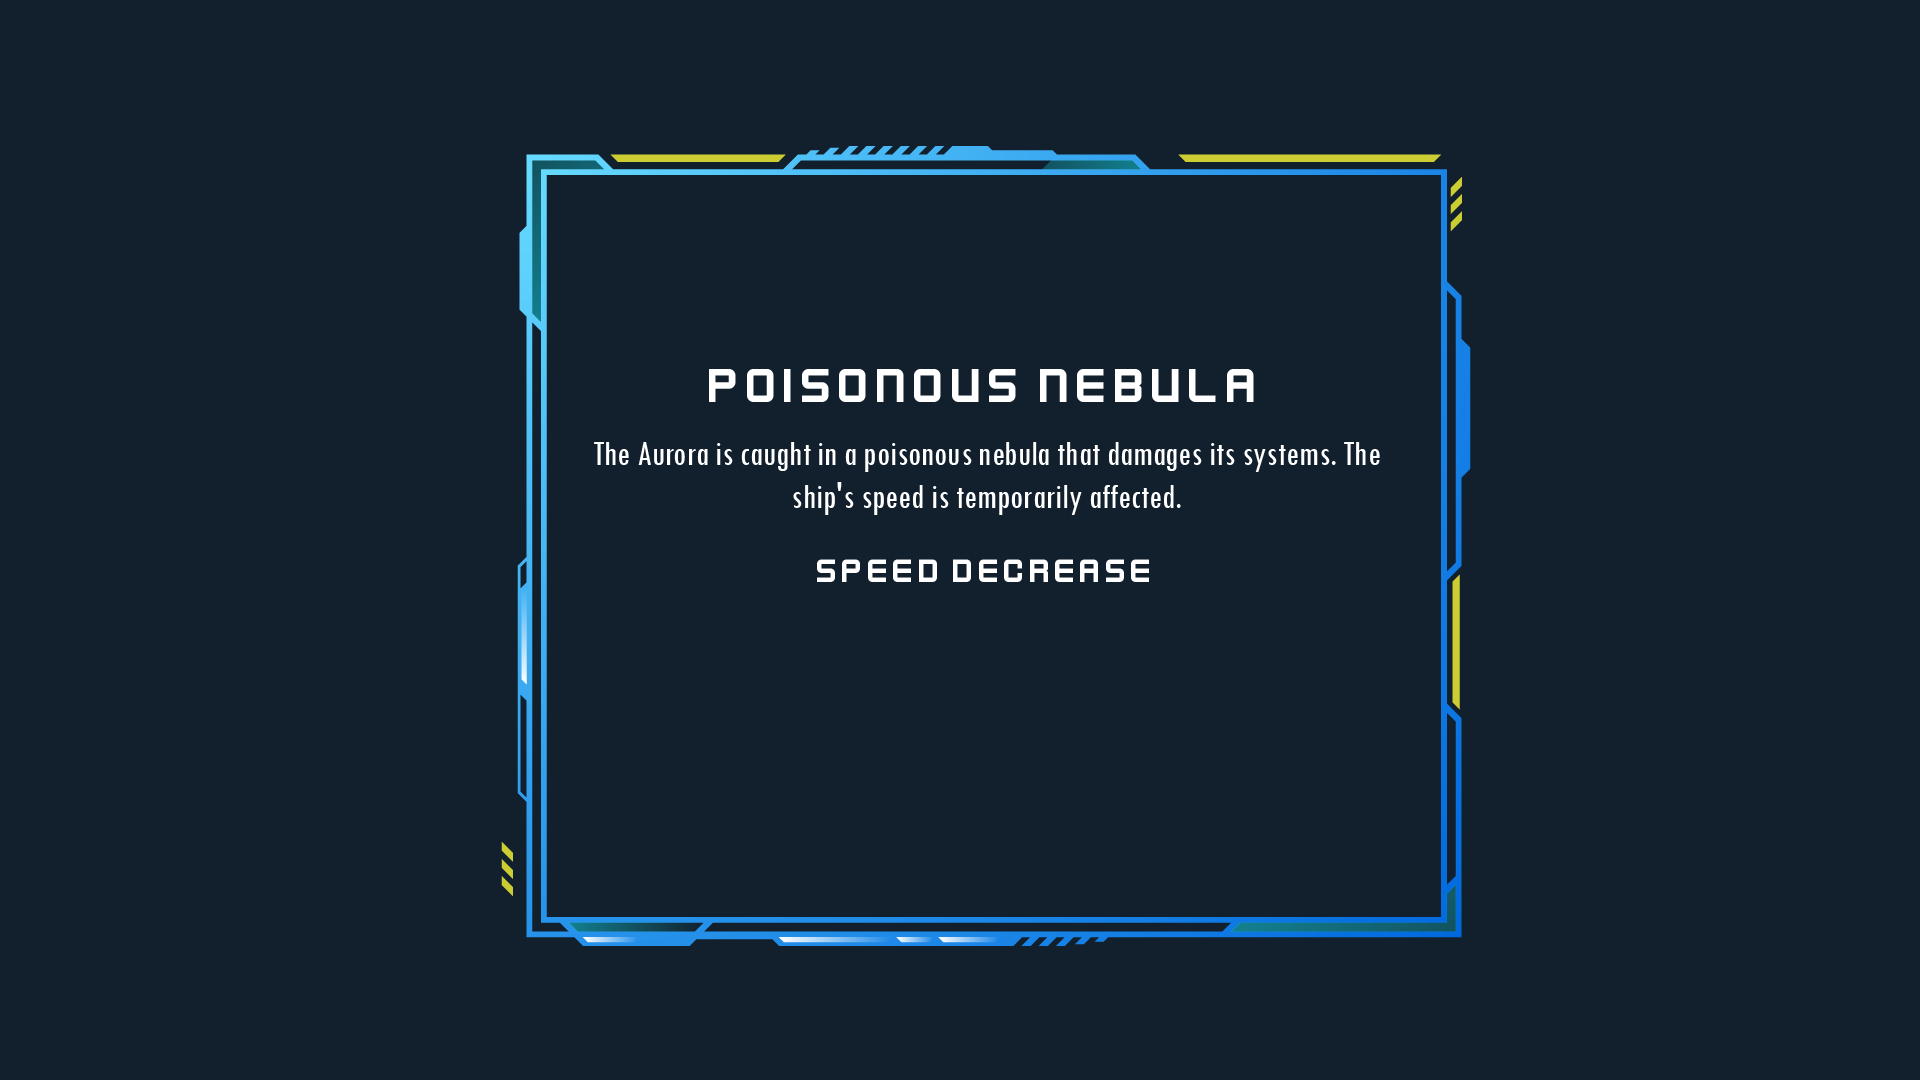 POISONOUS NEBULA
The Aurora is caught in a poisonous nebula that damages its systems. The
ship's speed is temporarily affected.
SPEED DECREASE